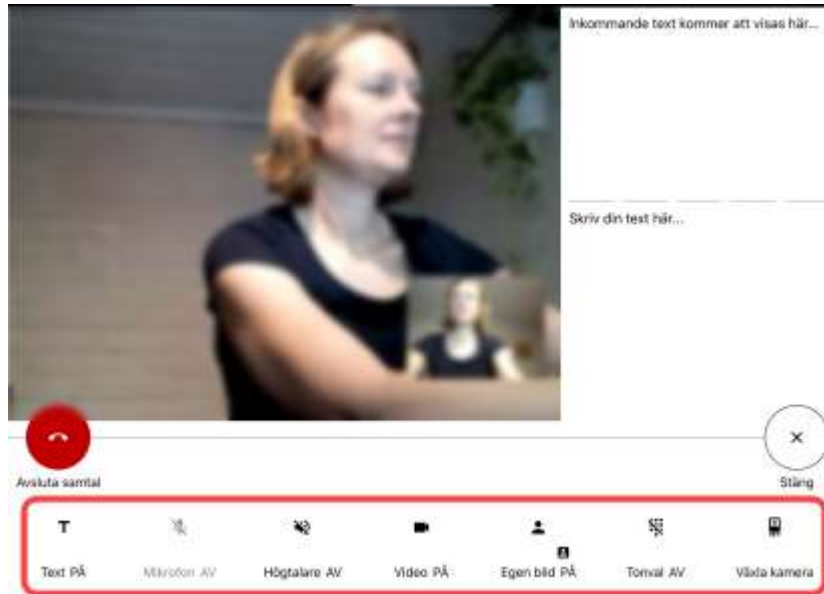 Inkommande text kommer att visas här...
Skriv din text här...
Avsluta samtal
Stäng
Text PÅ
Mikrofon AV
Högtalare AV
Video PÅ
Egen bild PÅ
Tonval AV
Växla kamera